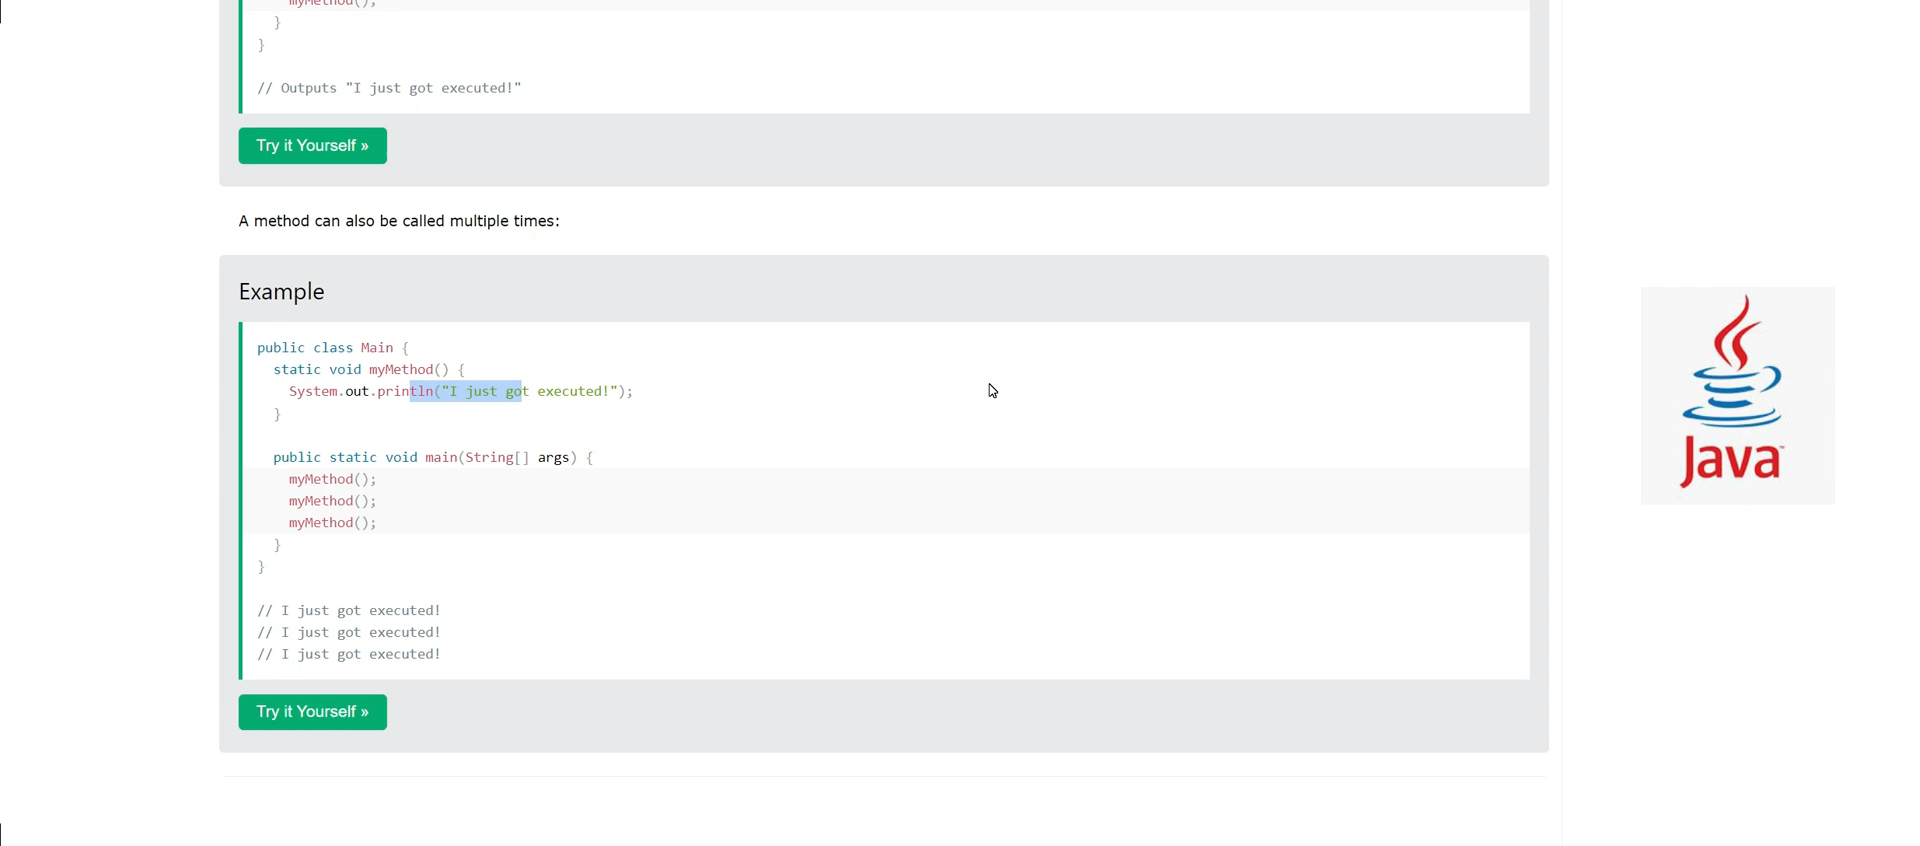 myMethod();
}
}
// Outputs "I just got executed!"
Try it Yourself »
A method can also be called multiple times:
Example
public class Main {
static void myMethod() {
System.out.println("I just got executed!");
}
public static void main(String[] args) {
myMethod();
myMethod();
myMethod();
}
}
// I just got executed!
// I just got executed!
// I just got executed!
Try it Yourself »
Java™